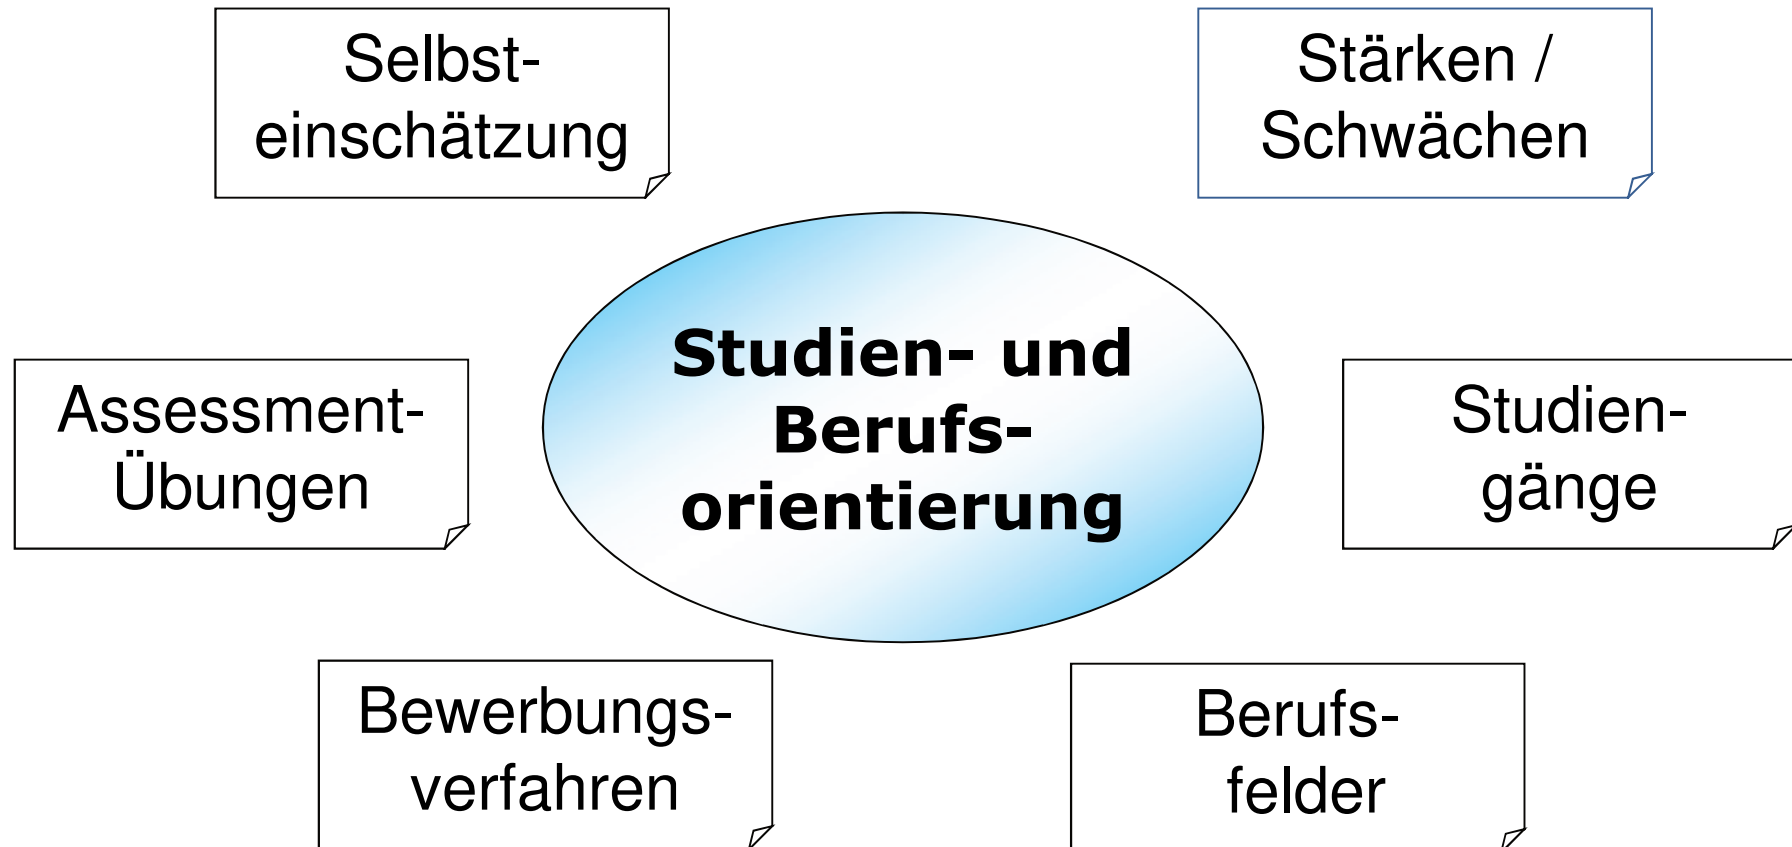 Selbst-
einschätzung
Stärken /
Schwächen
Studien- und
Berufs-
orientierung
Assessment-
Übungen
Studien-
gänge
Bewerbungs-
verfahren
Berufs-
felder